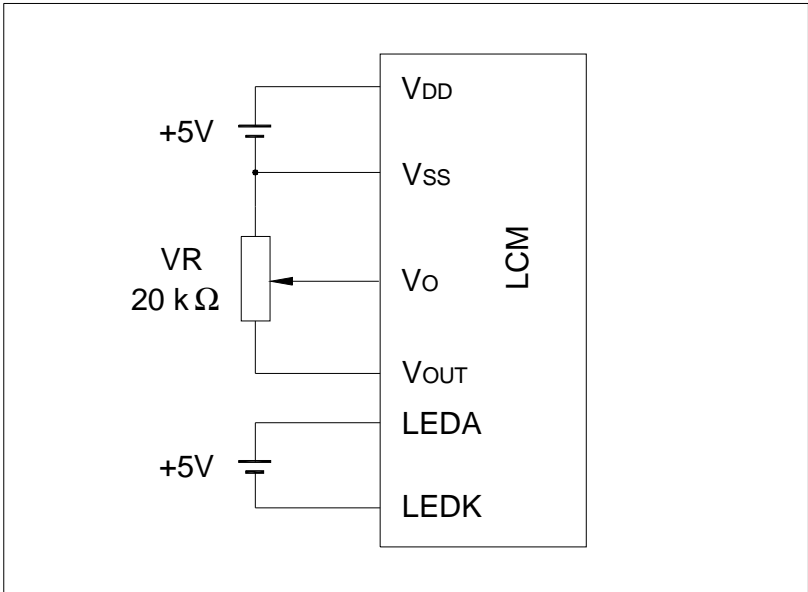 VDD
+5V
VSS
LCM
VR
20 kΩ
VO
VOUT
LEDA
+5V
LEDK